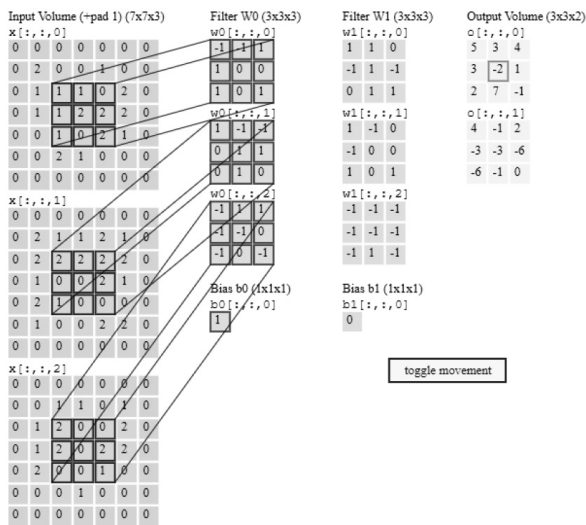 Input Volume (+pad 1) (7x7x3)
x[:,:,0]
0 0 0 0 0 0 0
0 2 0 0 1 0 0
0 1 1 1 0 2 0
0 1 1 2 2 2 0
0 0 1 0 2 1 0
0 0 2 1 0 0 0
0 0 0 0 0 0 0
x[:,:,1]
0 0 0 0 0 0 0
0 2 1 1 2 1 0
0 2 2 2 2 2 0
0 1 0 0 2 1 0
0 2 1 0 0 0 0
0 1 0 0 2 2 0
0 0 0 0 0 0 0
x[:,:,2]
0 0 0 0 0 0 0
0 0 1 1 0 1 0
0 1 2 0 0 2 0
0 1 2 0 2 2 0
0 2 0 0 1 0 0
0 0 0 1 0 0 0
0 0 0 0 0 0 0
Filter W0 (3x3x3)
w0[:,:,0]
-1 -1 1
1 0 0
1 0 1
w0[:,:,1]
1 -1 -1
0 1 1
0 1 0
w0[:,:,2]
-1 1 1
-1 -1 0
-1 0 -1
Bias b0 (1x1x1)
b0[:,:,0]
1
Filter W1 (3x3x3)
w1[:,:,0]
1 1 0
-1 1 -1
0 1 1
w1[:,:,1]
1 -1 0
-1 0 0
1 0 1
w1[:,:,2]
-1 -1 -1
-1 -1 -1
-1 1 -1
Bias b1 (1x1x1)
b1[:,:,0]
0
Output Volume (3x3x2)
o[:,:,0]
5 3 4
3 -2 1
2 7 -1
o[:,:,1]
4 -1 2
-3 -3 -6
-6 -1 0
toggle movement